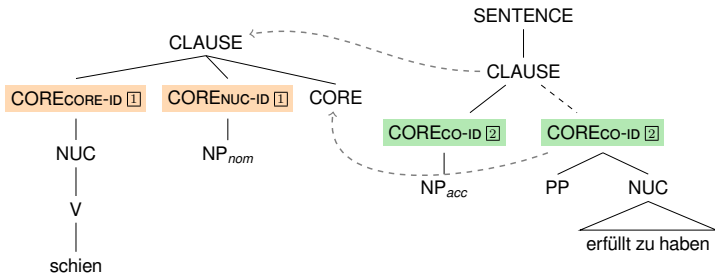 SENTENCE
CLAUSE
CLAUSE
CORECORE-ID 1 CORENUC-ID 1 CORE
CORECO-ID 2 CORECO-ID 2
NUC NPnom
NPacc PP NUC
V
erfüllt zu haben
schien